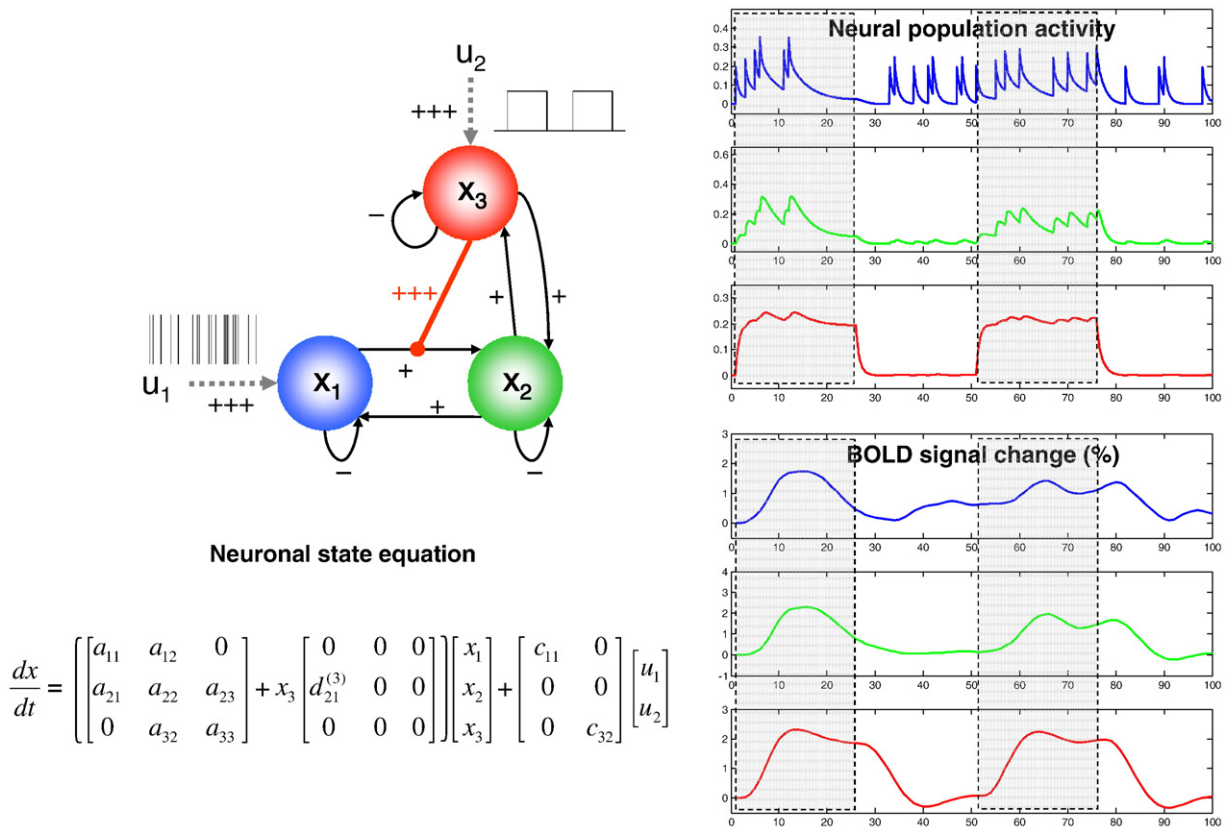 u2
+++
x3
−
+++
+
+
u1
+++
x1
+
x2
+
−
−
Neuronal state equation
dx/dt = ([a11 a12 0; a21 a22 a23; 0 a32 a33] + x3 [0 0 0; d21(3) 0 0; 0 0 0]) [x1; x2; x3] + [c11 0; 0 0; 0 c32] [u1; u2]
Neural population activity
0.4
0.3
0.2
0.1
0
0 10 20 30 40 50 60 70 80 90 100
0.6
0.4
0.2
0
0 10 20 30 40 50 60 70 80 90 100
0.3
0.2
0.1
0
0 10 20 30 40 50 60 70 80 90 100
BOLD signal change (%)
3
2
1
0
0 10 20 30 40 50 60 70 80 90 100
4
3
2
1
0
-1
0 10 20 30 40 50 60 70 80 90 100
3
2
1
0
0 10 20 30 40 50 60 70 80 90 100